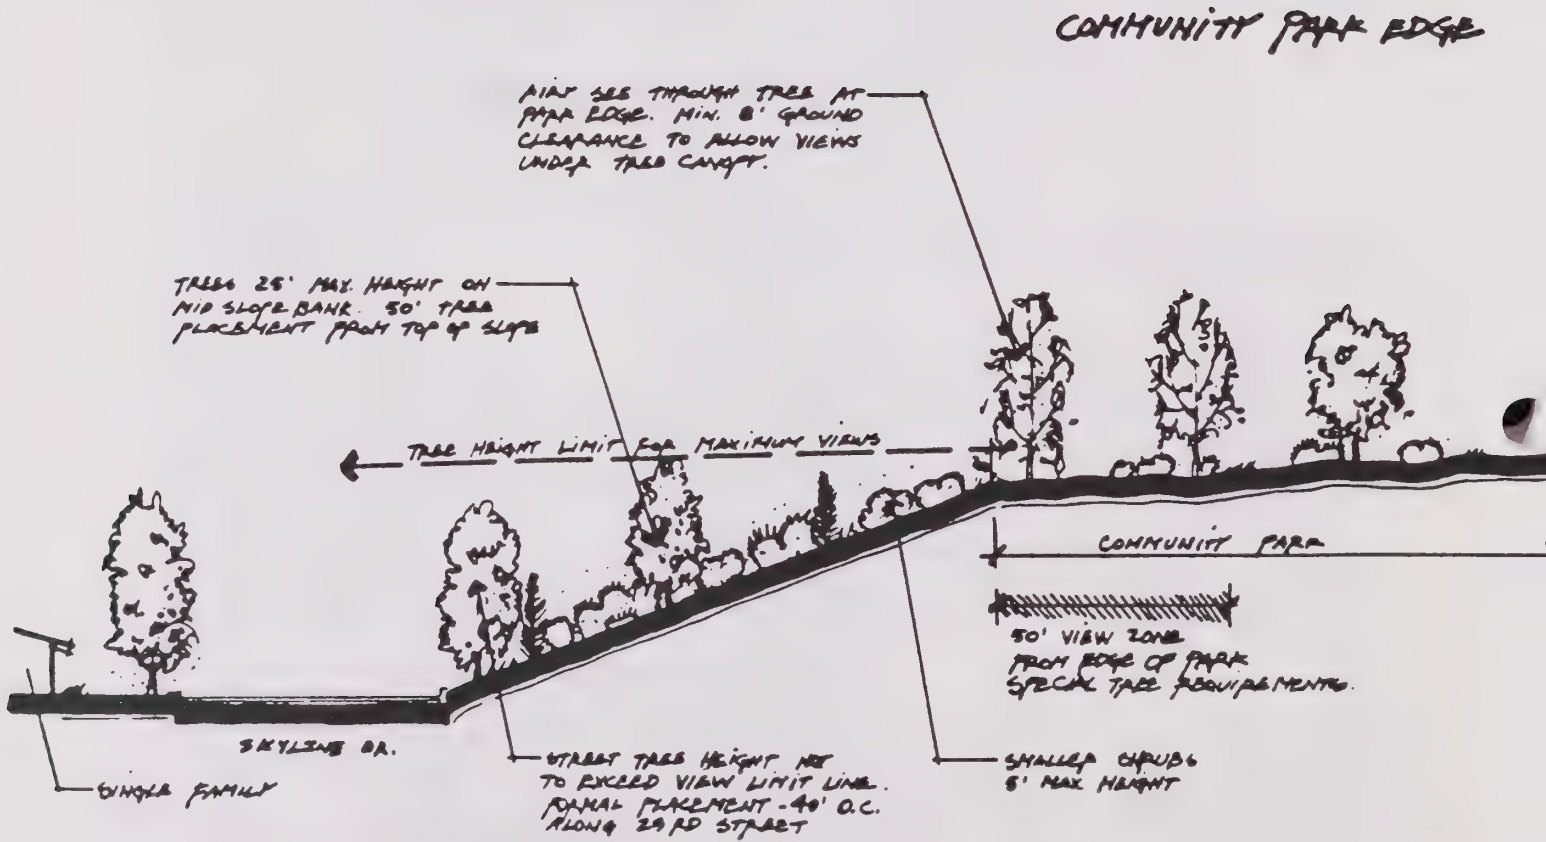 COMMUNITY PARK EDGE
AIRY SEE THROUGH TREE AT
PARK EDGE. MIN. 8' GROUND
CLEARANCE TO ALLOW VIEWS
UNDER TREE CANOPY.
TREES 25' MAX. HEIGHT ON
MID SLOPE BANK. 50' TREE
PLACEMENT FROM TOP OF SLOPE
TREE HEIGHT LIMIT FOR MAXIMUM VIEWS
COMMUNITY PARK
50' VIEW ZONE
FROM EDGE OF PARK
SPECIAL TREE REQUIREMENTS.
SKYLINE DR.
SINGLE FAMILY
STREET TREE HEIGHT NOT
TO EXCEED VIEW LIMIT LINE.
FORMAL PLACEMENT - 40' O.C.
ALONG 23RD STREET
SMALLER SHRUBS
MAX HEIGHT